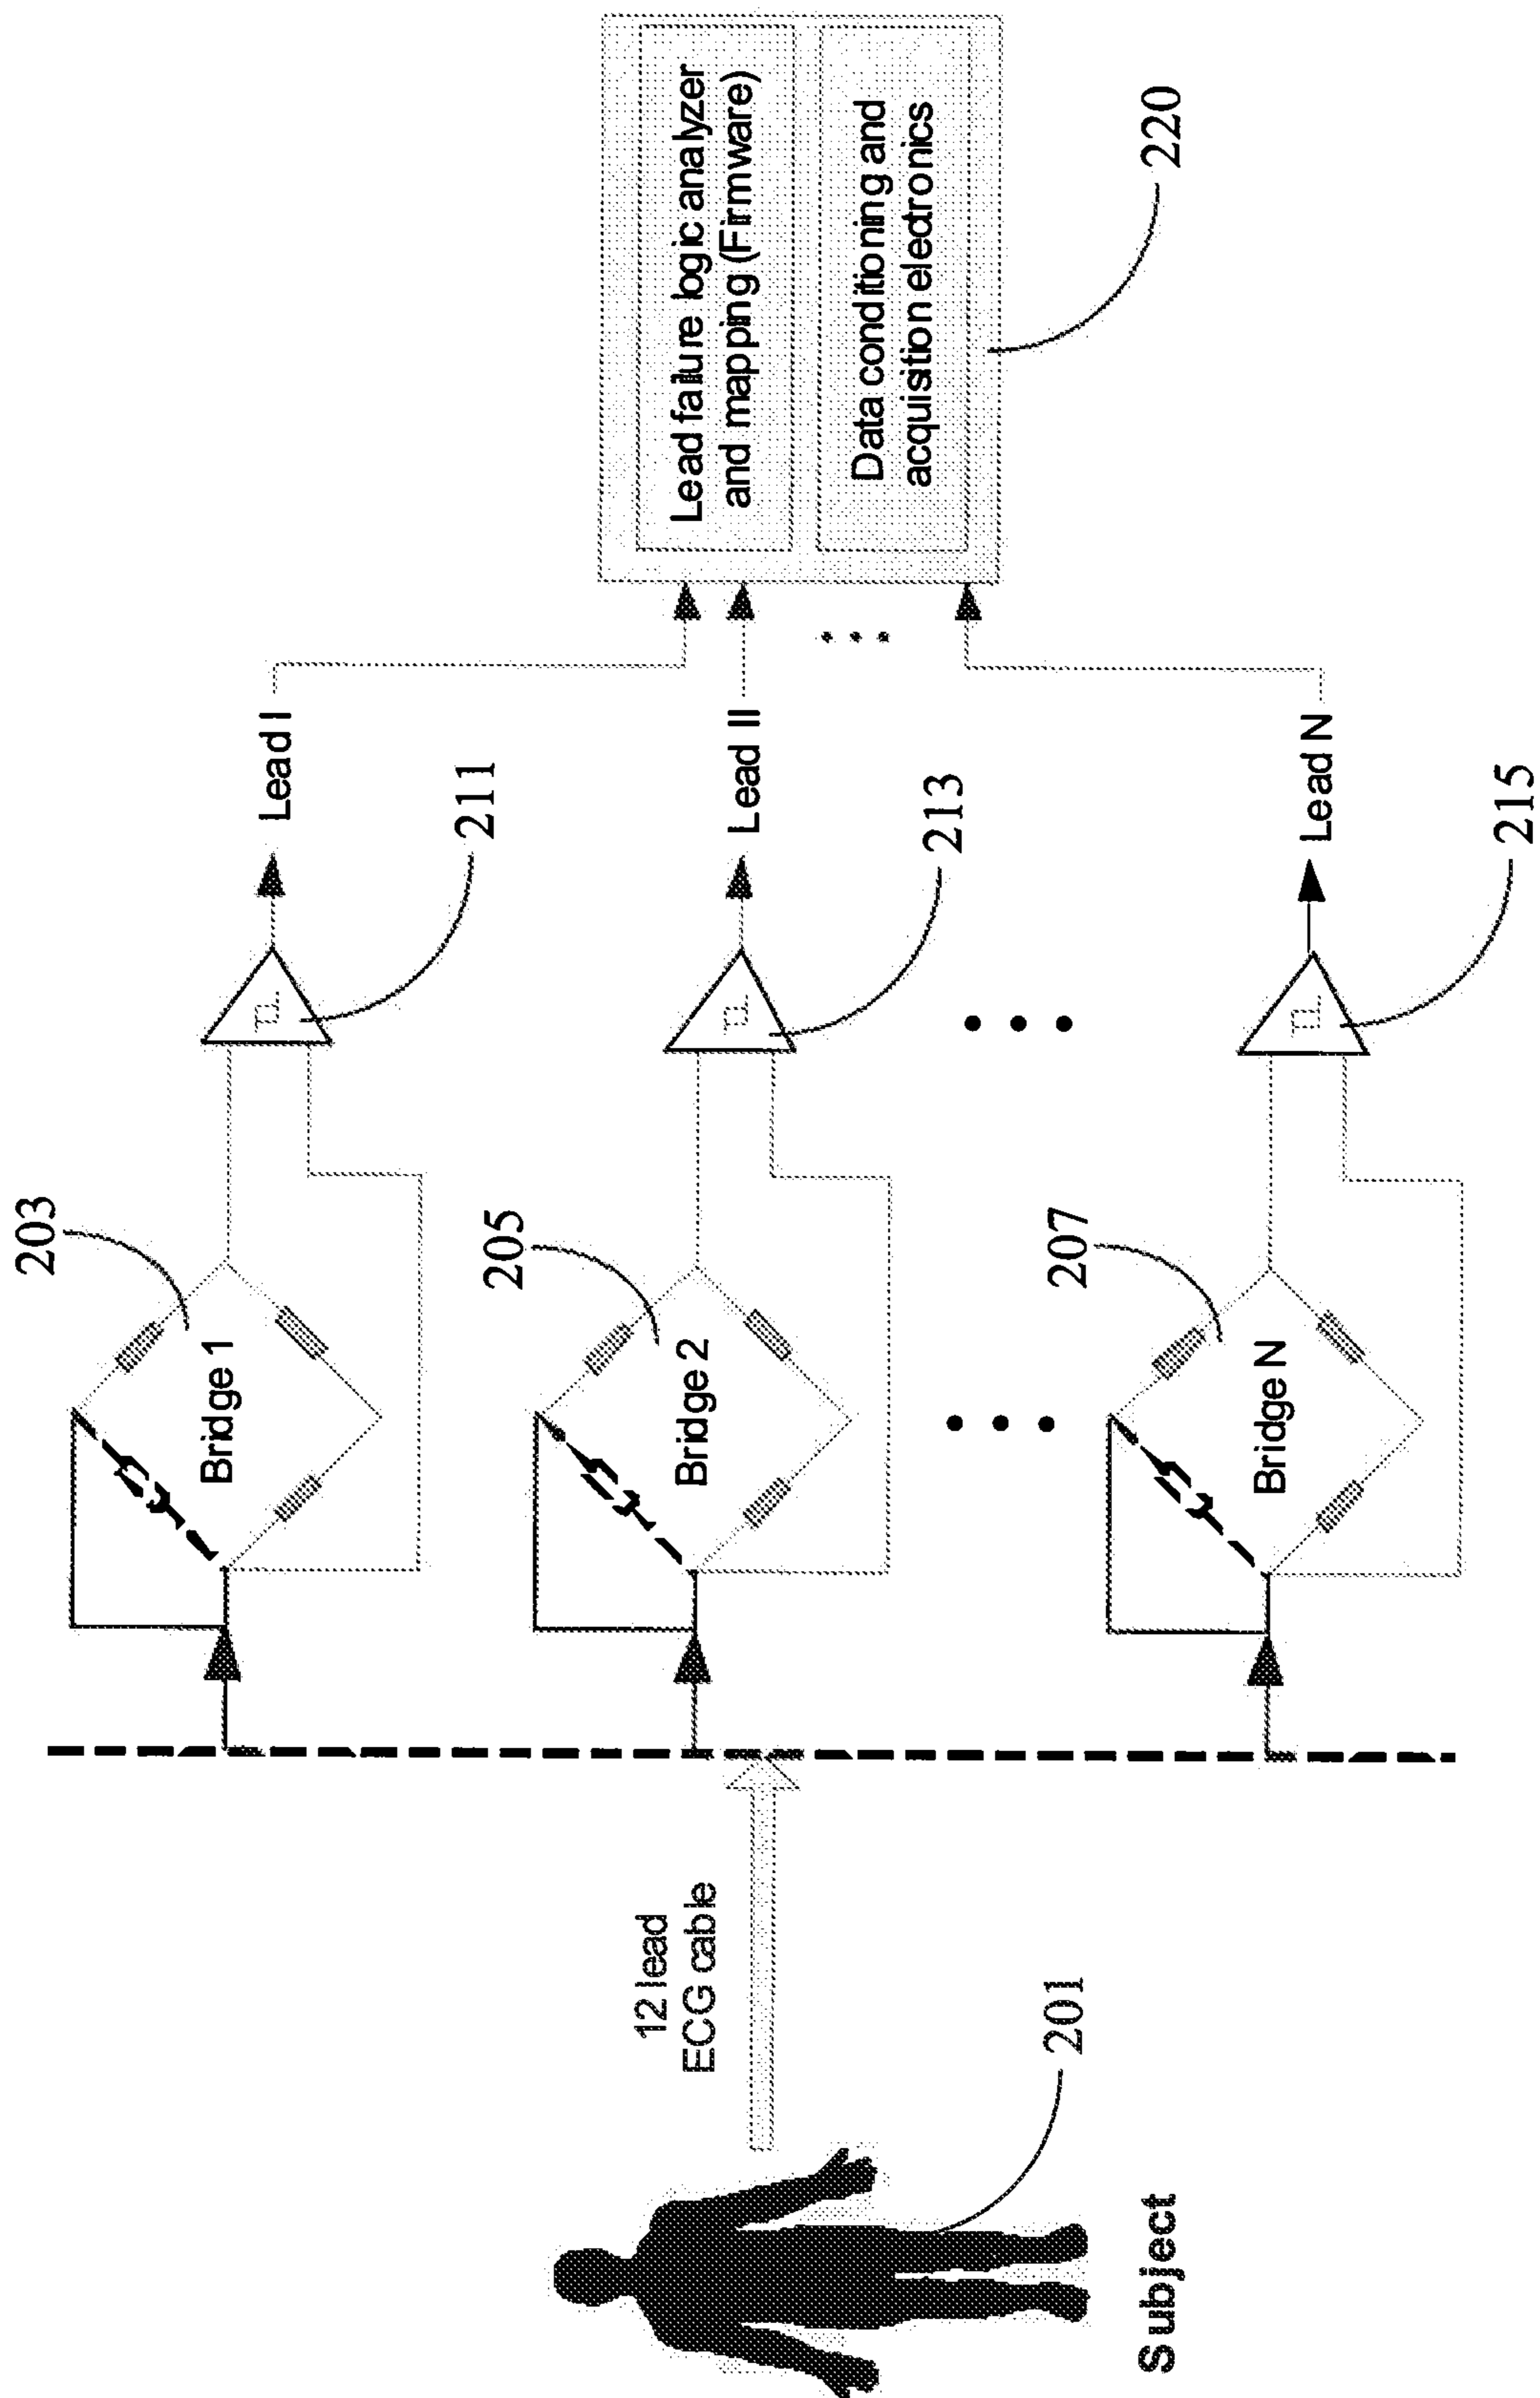 Subject
201
12 lead
ECG cable
203
Bridge 1
211
Lead I
205
Bridge 2
213
Lead II
207
Bridge N
215
Lead N
Lead failure logic analyzer
and mapping (Firmware)
Data conditioning and
acquisition electronics
220